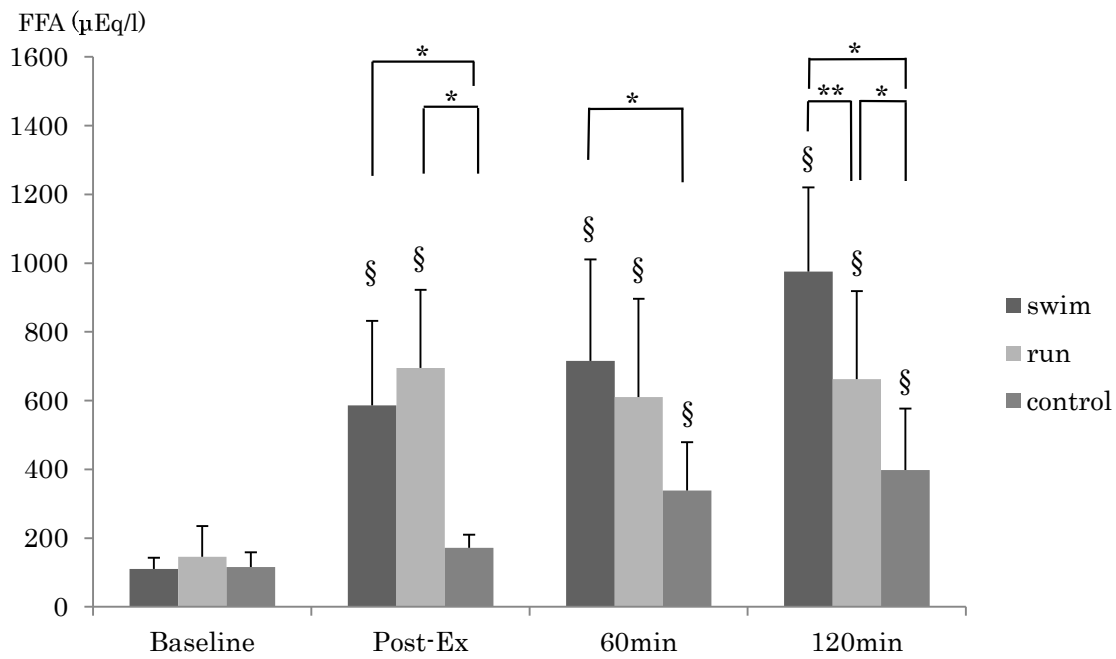 FFA (µEq/l)
1600
1400
1200
1000
800
600
400
200
0
* * * * ** * 
§ § § § § § § §
Baseline Post-Ex 60min 120min
swim
run
control